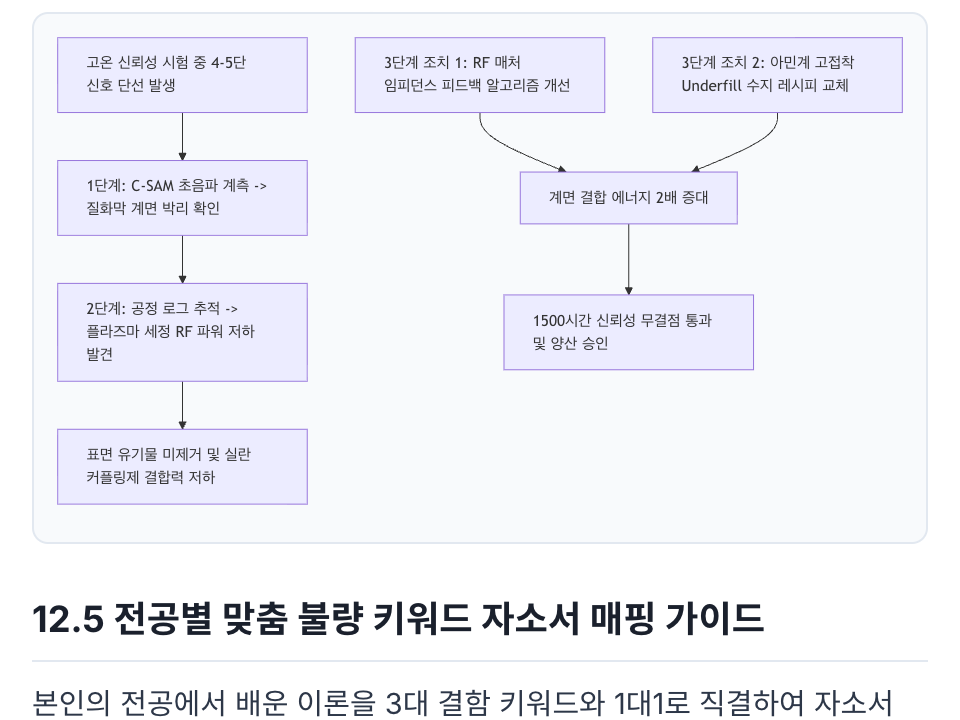 고온 신뢰성 시험 중 4-5단
신호 단선 발생
1단계: C-SAM 초음파 계측 ->
질화막 계면 박리 확인
2단계: 공정 로그 추적 ->
플라즈마 세정 RF 파워 저하
발견
표면 유기물 미제거 및 실란
커플링제 결합력 저하
3단계 조치 1: RF 매처
임피던스 피드백 알고리즘 개선
3단계 조치 2: 아민계 고접착
Underfill 수지 레시피 교체
계면 결합 에너지 2배 증대
1500시간 신뢰성 무결점 통과
및 양산 승인
12.5 전공별 맞춤 불량 키워드 자소서 매핑 가이드
본인의 전공에서 배운 이론을 3대 결함 키워드와 1대1로 직결하여 자소서